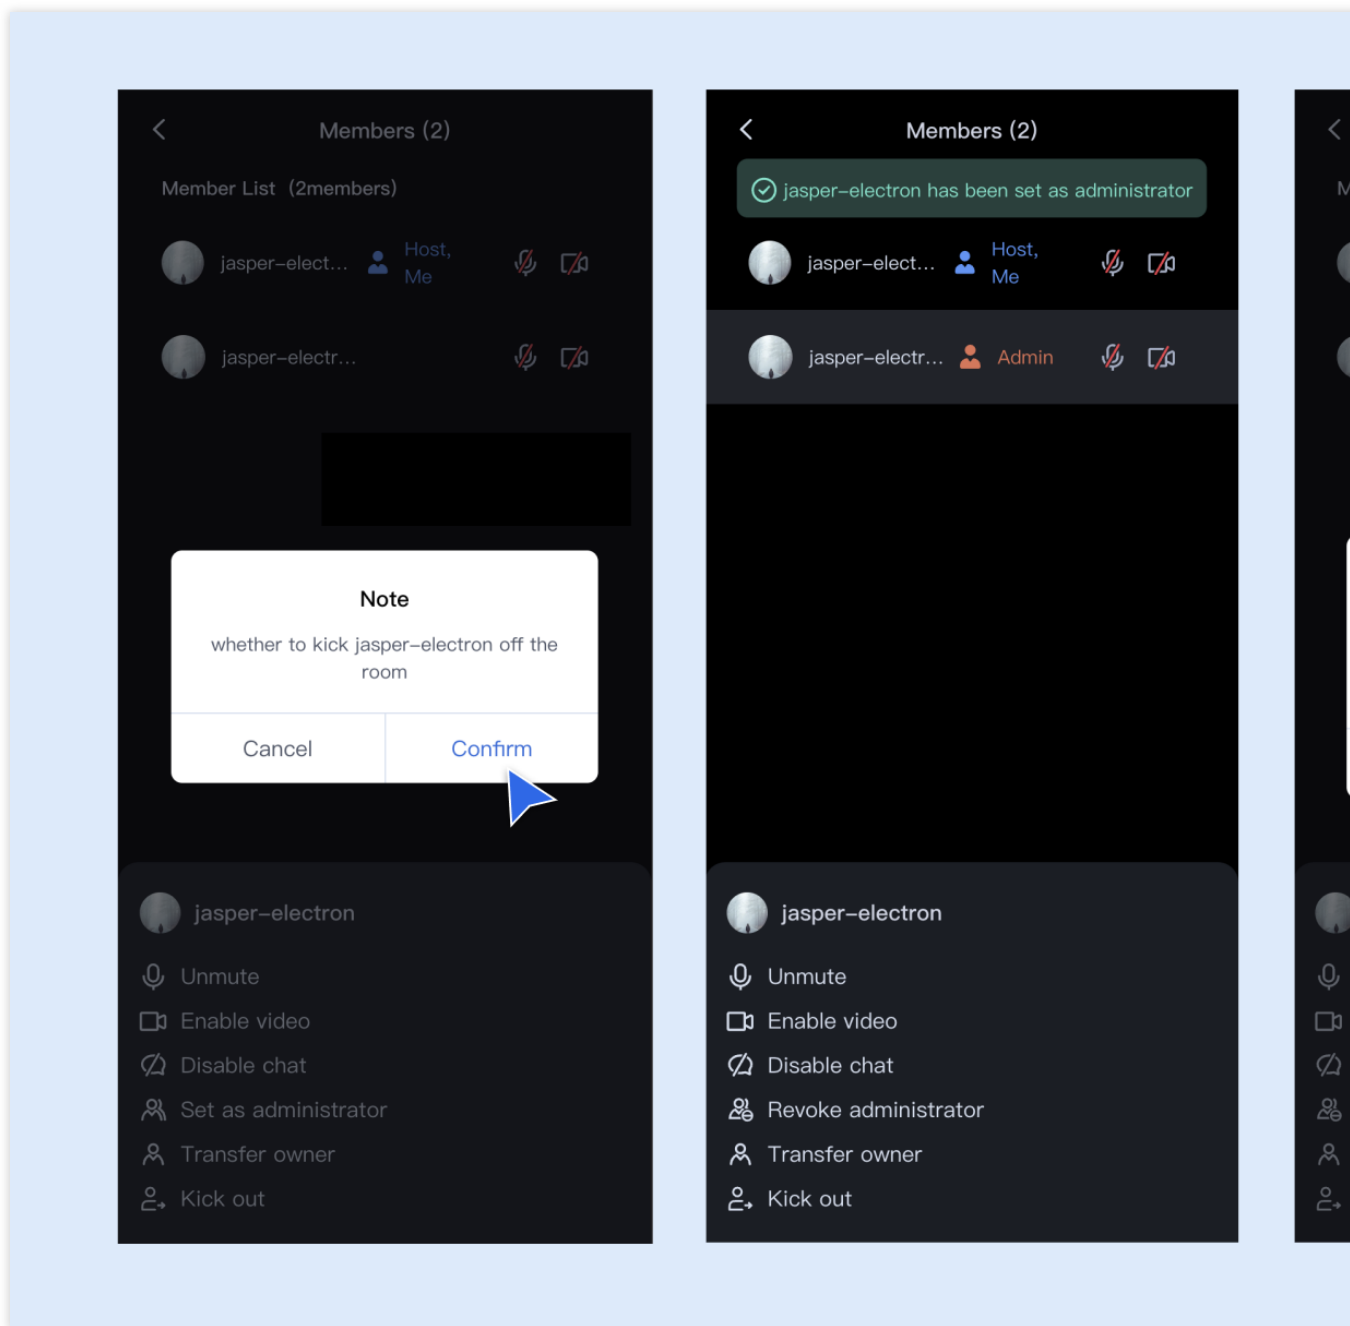 Members (2)
Member List (2members)
jasper-elect... Host,
Me
jasper-electr...
Note
whether to kick jasper-electron off the
room
Cancel Confirm
jasper-electron
Unmute
Enable video
Disable chat
Set as administrator
Transfer owner
Kick out
Members (2)
jasper-electron has been set as administrator
jasper-elect... Host,
Me
jasper-electr... Admin
jasper-electron
Unmute
Enable video
Disable chat
Revoke administrator
Transfer owner
Kick out